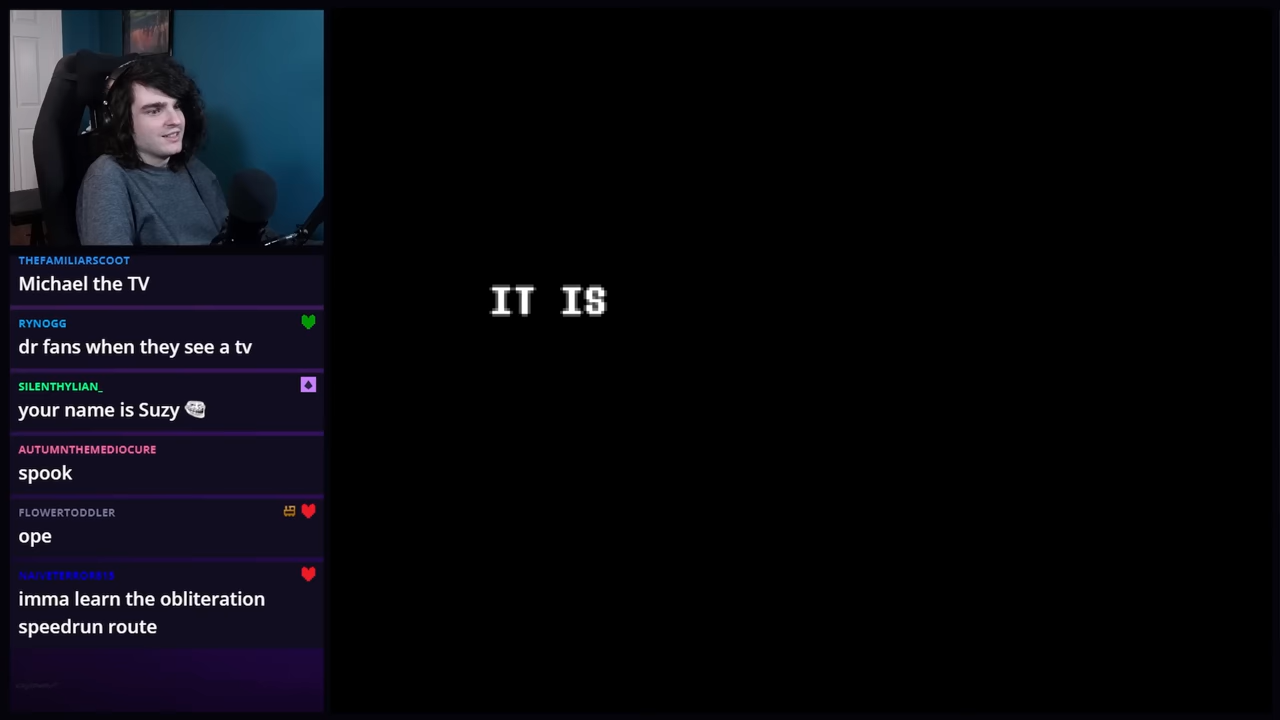 THEFAMILIARSCOOT
Michael the TV
RYNOGG
dr fans when they see a tv
SILENTHYLIAN_
your name is Suzy
AUTUMNTHEMEDIOCURE
spook
FLOWERTODDLER
ope
imma learn the obliteration
speedrun route
IT IS